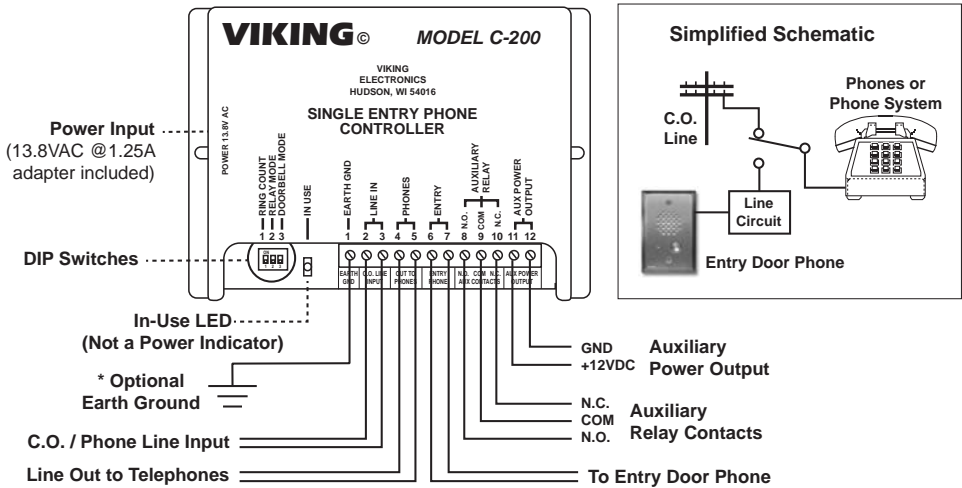 VIKING© MODEL C-200
VIKING
ELECTRONICS
HUDSON, WI 54016
SINGLE ENTRY PHONE
CONTROLLER
POWER 13.8V AC
Power Input
(13.8VAC @1.25A
adapter included)
RING COUNT
RELAY MODE
DOORBELL MODE
1 2 3
IN USE
EARTH GND
LINE IN
PHONES
ENTRY
AUXILIARY
RELAY
N.O.
COM
N.C.
AUX POWER
OUTPUT
1 2 3 4 5 6 7 8 9 10 11 12
DIP Switches
ON
1 2 3
EARTH
GND
C.O. LINE
INPUT
OUT TO
PHONES
ENTRY
PHONE
N.O. COM N.C.
AUX CONTACTS
AUX POWER
OUTPUT
In-Use LED
(Not a Power Indicator)
* Optional
Earth Ground
C.O. / Phone Line Input
Line Out to Telephones
GND
+12VDC
Auxiliary
Power Output
N.C.
COM
N.O.
Auxiliary
Relay Contacts
To Entry Door Phone
Simplified Schematic
C.O.
Line
Phones or
Phone System
Line
Circuit
Entry Door Phone